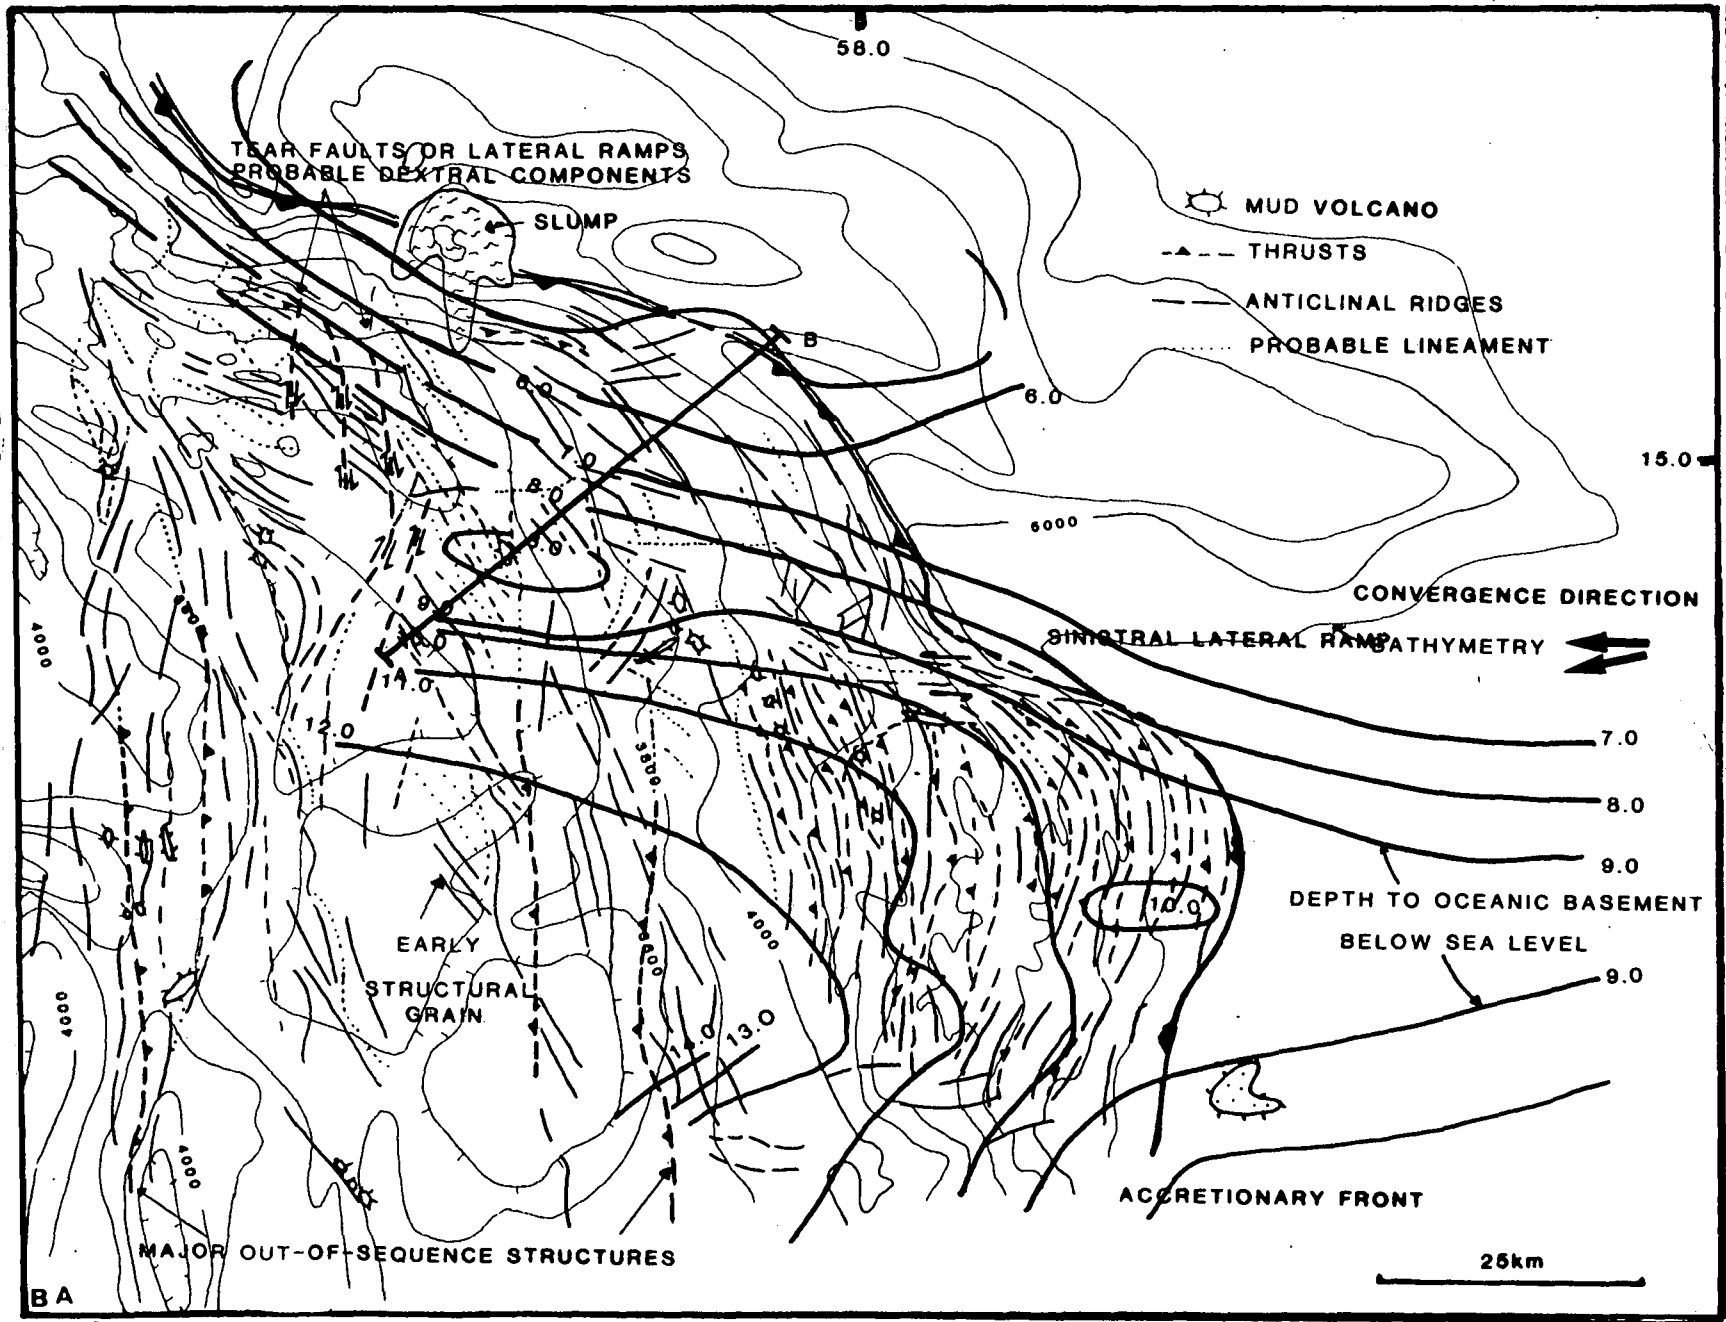 58.0
TEAR FAULTS OR LATERAL RAMPS
PROBABLE DEXTRAL COMPONENTS
SLUMP
MUD VOLCANO
THRUSTS
ANTICLINAL RIDGES
PROBABLE LINEAMENT
B
6.0
6.0
15.0
7.0
8.0
6000
9.0
CONVERGENCE DIRECTION
SINISTRAL LATERAL RAMP
BATHYMETRY
3800
4000
A
11.0
12.0
7.0
3800
8.0
9.0
10.0
DEPTH TO OCEANIC BASEMENT
BELOW SEA LEVEL
9.0
EARLY
STRUCTURAL
GRAIN
4000
4000
13.0
4000
ACCRETIONARY FRONT
MAJOR OUT-OF-SEQUENCE STRUCTURES
25km
B A